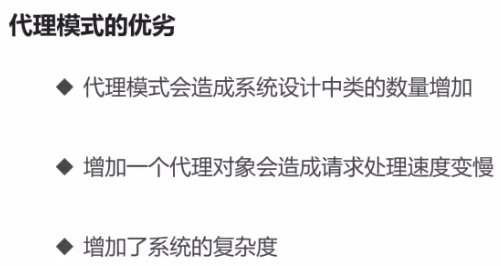 代理模式的优劣
◆ 代理模式会造成系统设计中类的数量增加
◆ 增加一个代理对象会造成请求处理速度变慢
◆ 增加了系统的复杂度